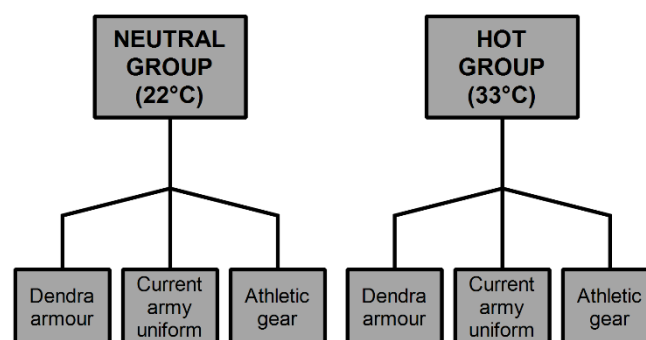 NEUTRAL
GROUP
(22°C)
HOT
GROUP
(33°C)
Dendra
armour
Current
army
uniform
Athletic
gear
Dendra
armour
Current
army
uniform
Athletic
gear